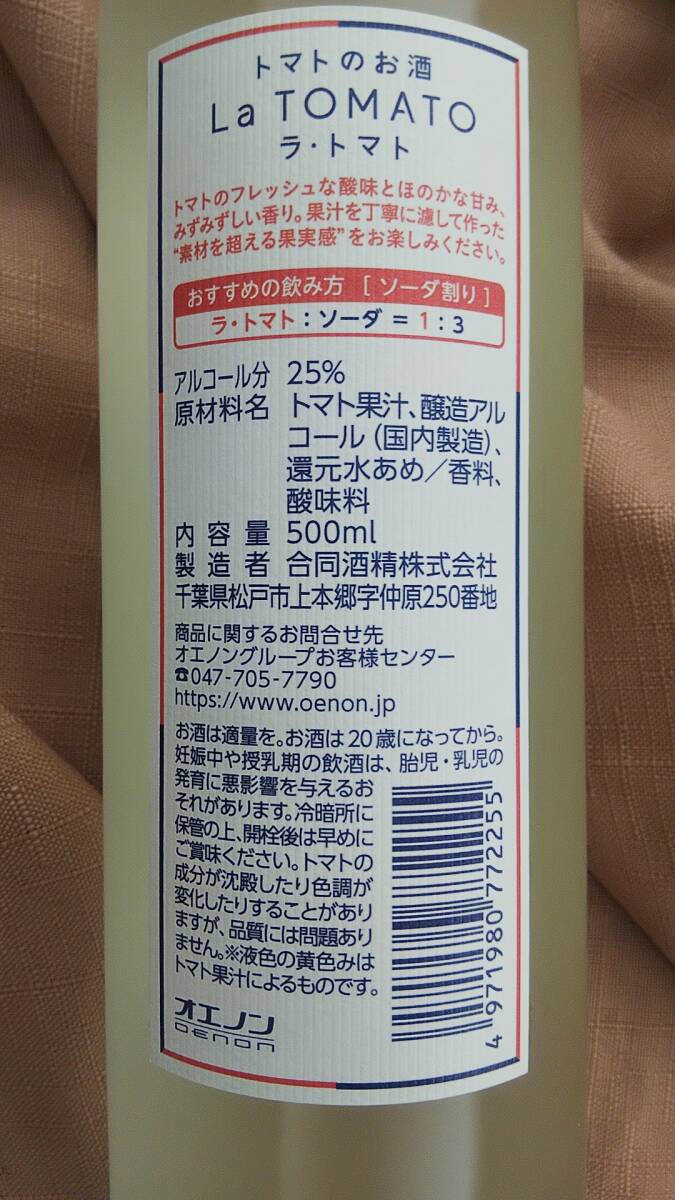 トマトのお酒
La TOMATO
ラ・トマト
トマトのフレッシュな酸味とほのかな甘み、
みずみずしい香り。果汁を丁寧に濾して作った
“素材を超える果実感”をお楽しみください。
おすすめの飲み方 [ ソーダ割り ]
ラ・トマト:ソーダ = 1:3
アルコール分 25%
原材料名 トマト果汁、醸造アル
コール(国内製造)、
還元水あめ/香料、
酸味料
内容量 500ml
製造者 合同酒精株式会社
千葉県松戸市上本郷字仲原250番地
商品に関するお問合せ先
オエノングループお客様センター
☎047-705-7790
https://www.oenon.jp
お酒は適量を。お酒は20歳になってから。
妊娠中や授乳期の飲酒は、胎児・乳児の
発育に悪影響を与えるお
それがあります。冷暗所に
保管の上、開栓後は早めに
ご賞味ください。トマトの
成分が沈殿したり色調が
変化したりすることがあり
ますが、品質には問題あり
ません。※液色の黄色みは
トマト果汁によるものです。
オエノン
OENON
4 971980 772255